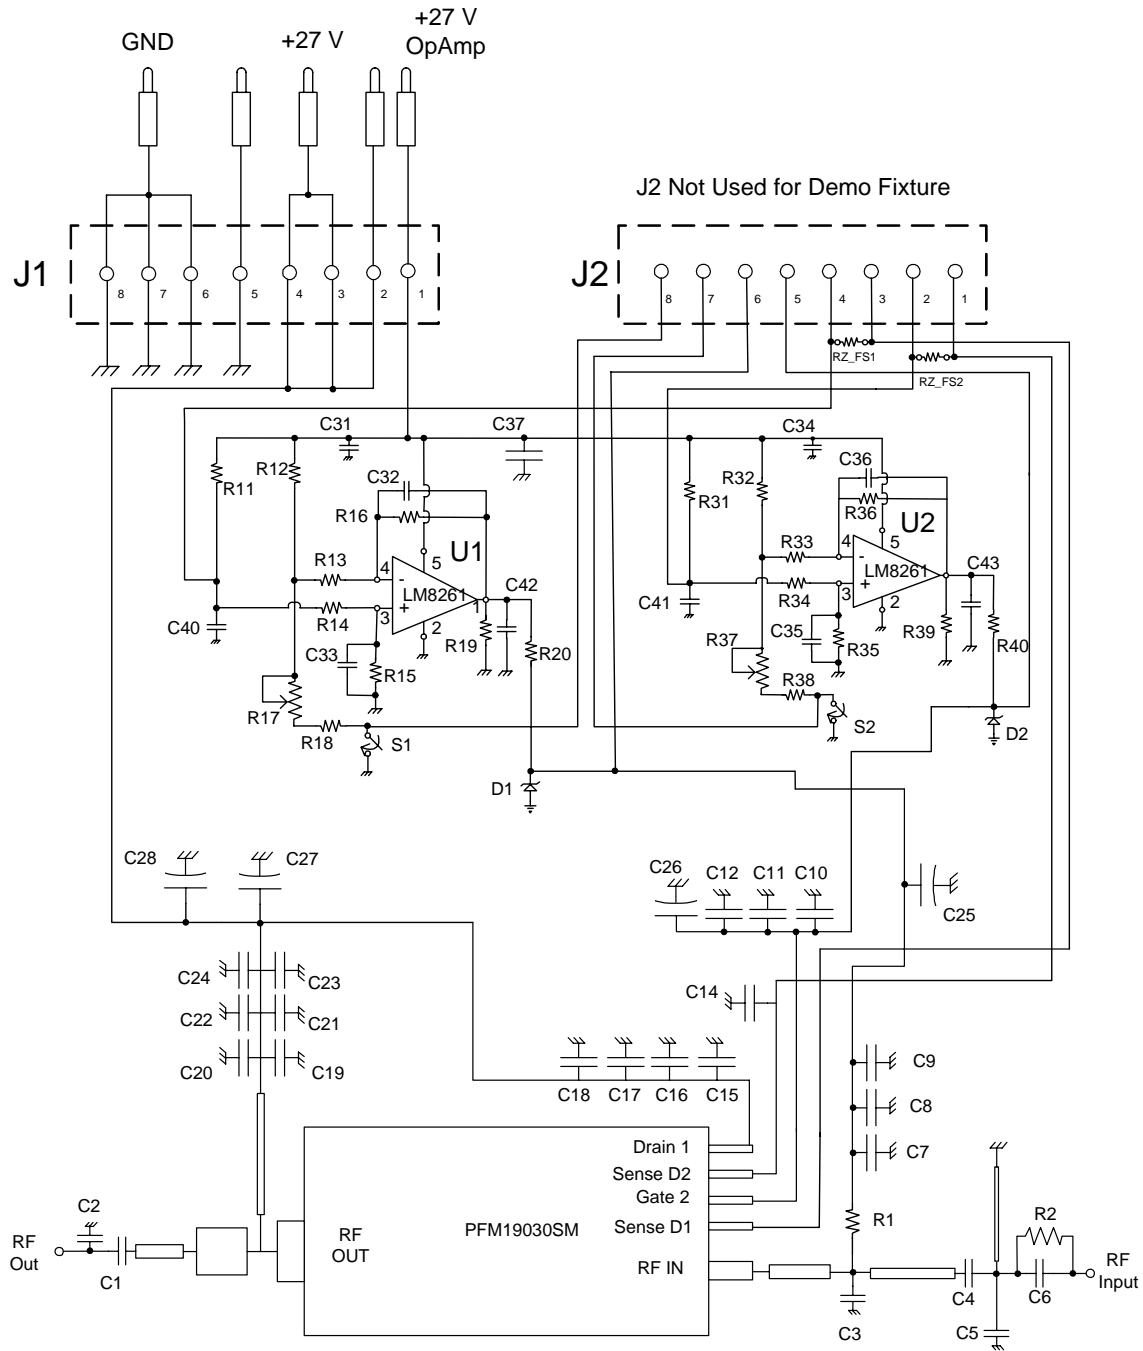 +27 V
OpAmp
GND
+27 V
J2 Not Used for Demo Fixture
J1
8
7
6
5
4
3
2
1
J2
8
7
6
5
4
3
2
1
RZ_FS1
RZ_FS2
C31
C37
C34
R11
R12
C32
R16
U1
R13
4
-
5
LM8261
1
R14
3
+
2
C42
C40
C33
R15
R19
R20
R17
R18
S1
D1
R31
R32
C36
R36
U2
R33
4
-
5
LM8261
R34
3
+
2
C43
C41
R37
C35
R35
R39
R40
R38
S2
D2
C28
C27
C26
C12
C11
C10
C25
C24
C23
C22
C21
C20
C19
C14
C18
C17
C16
C15
C9
C8
C7
Drain 1
Sense D2
Gate 2
Sense D1
RF IN
PFM19030SM
RF
OUT
C2
RF
Out
C1
R1
R2
RF
Input
C3
C4
C5
C6